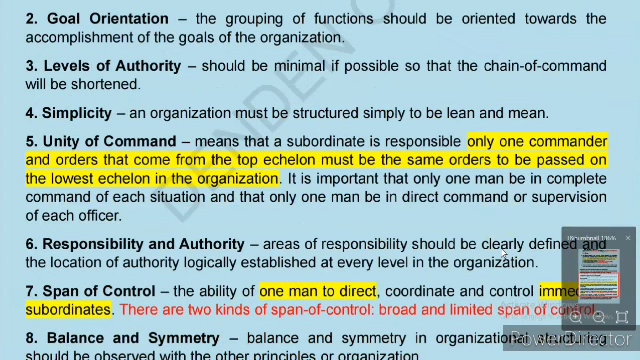 2. Goal Orientation – the grouping of functions should be oriented towards the
accomplishment of the goals of the organization.
3. Levels of Authority – should be minimal if possible so that the chain-of-command
will be shortened.
4. Simplicity – an organization must be structured simply to be lean and mean.
5. Unity of Command – means that a subordinate is responsible only one commander
and orders that come from the top echelon must be the same orders to be passed on
the lowest echelon in the organization. It is important that only one man be in complete
command of each situation and that only one man be in direct command or supervision
of each officer.
6. Responsibility and Authority – areas of responsibility should be clearly defined and
the location of authority logically established at every level in the organization.
7. Span of Control – the ability of one man to direct, coordinate and control
subordinates. There are two kinds of span-of-control: broad and limited span of control.
8. Balance and Symmetry – balance and symmetry in organizational structuring
should be observed with the other principles or organization.
DENDEN
PowerDirector